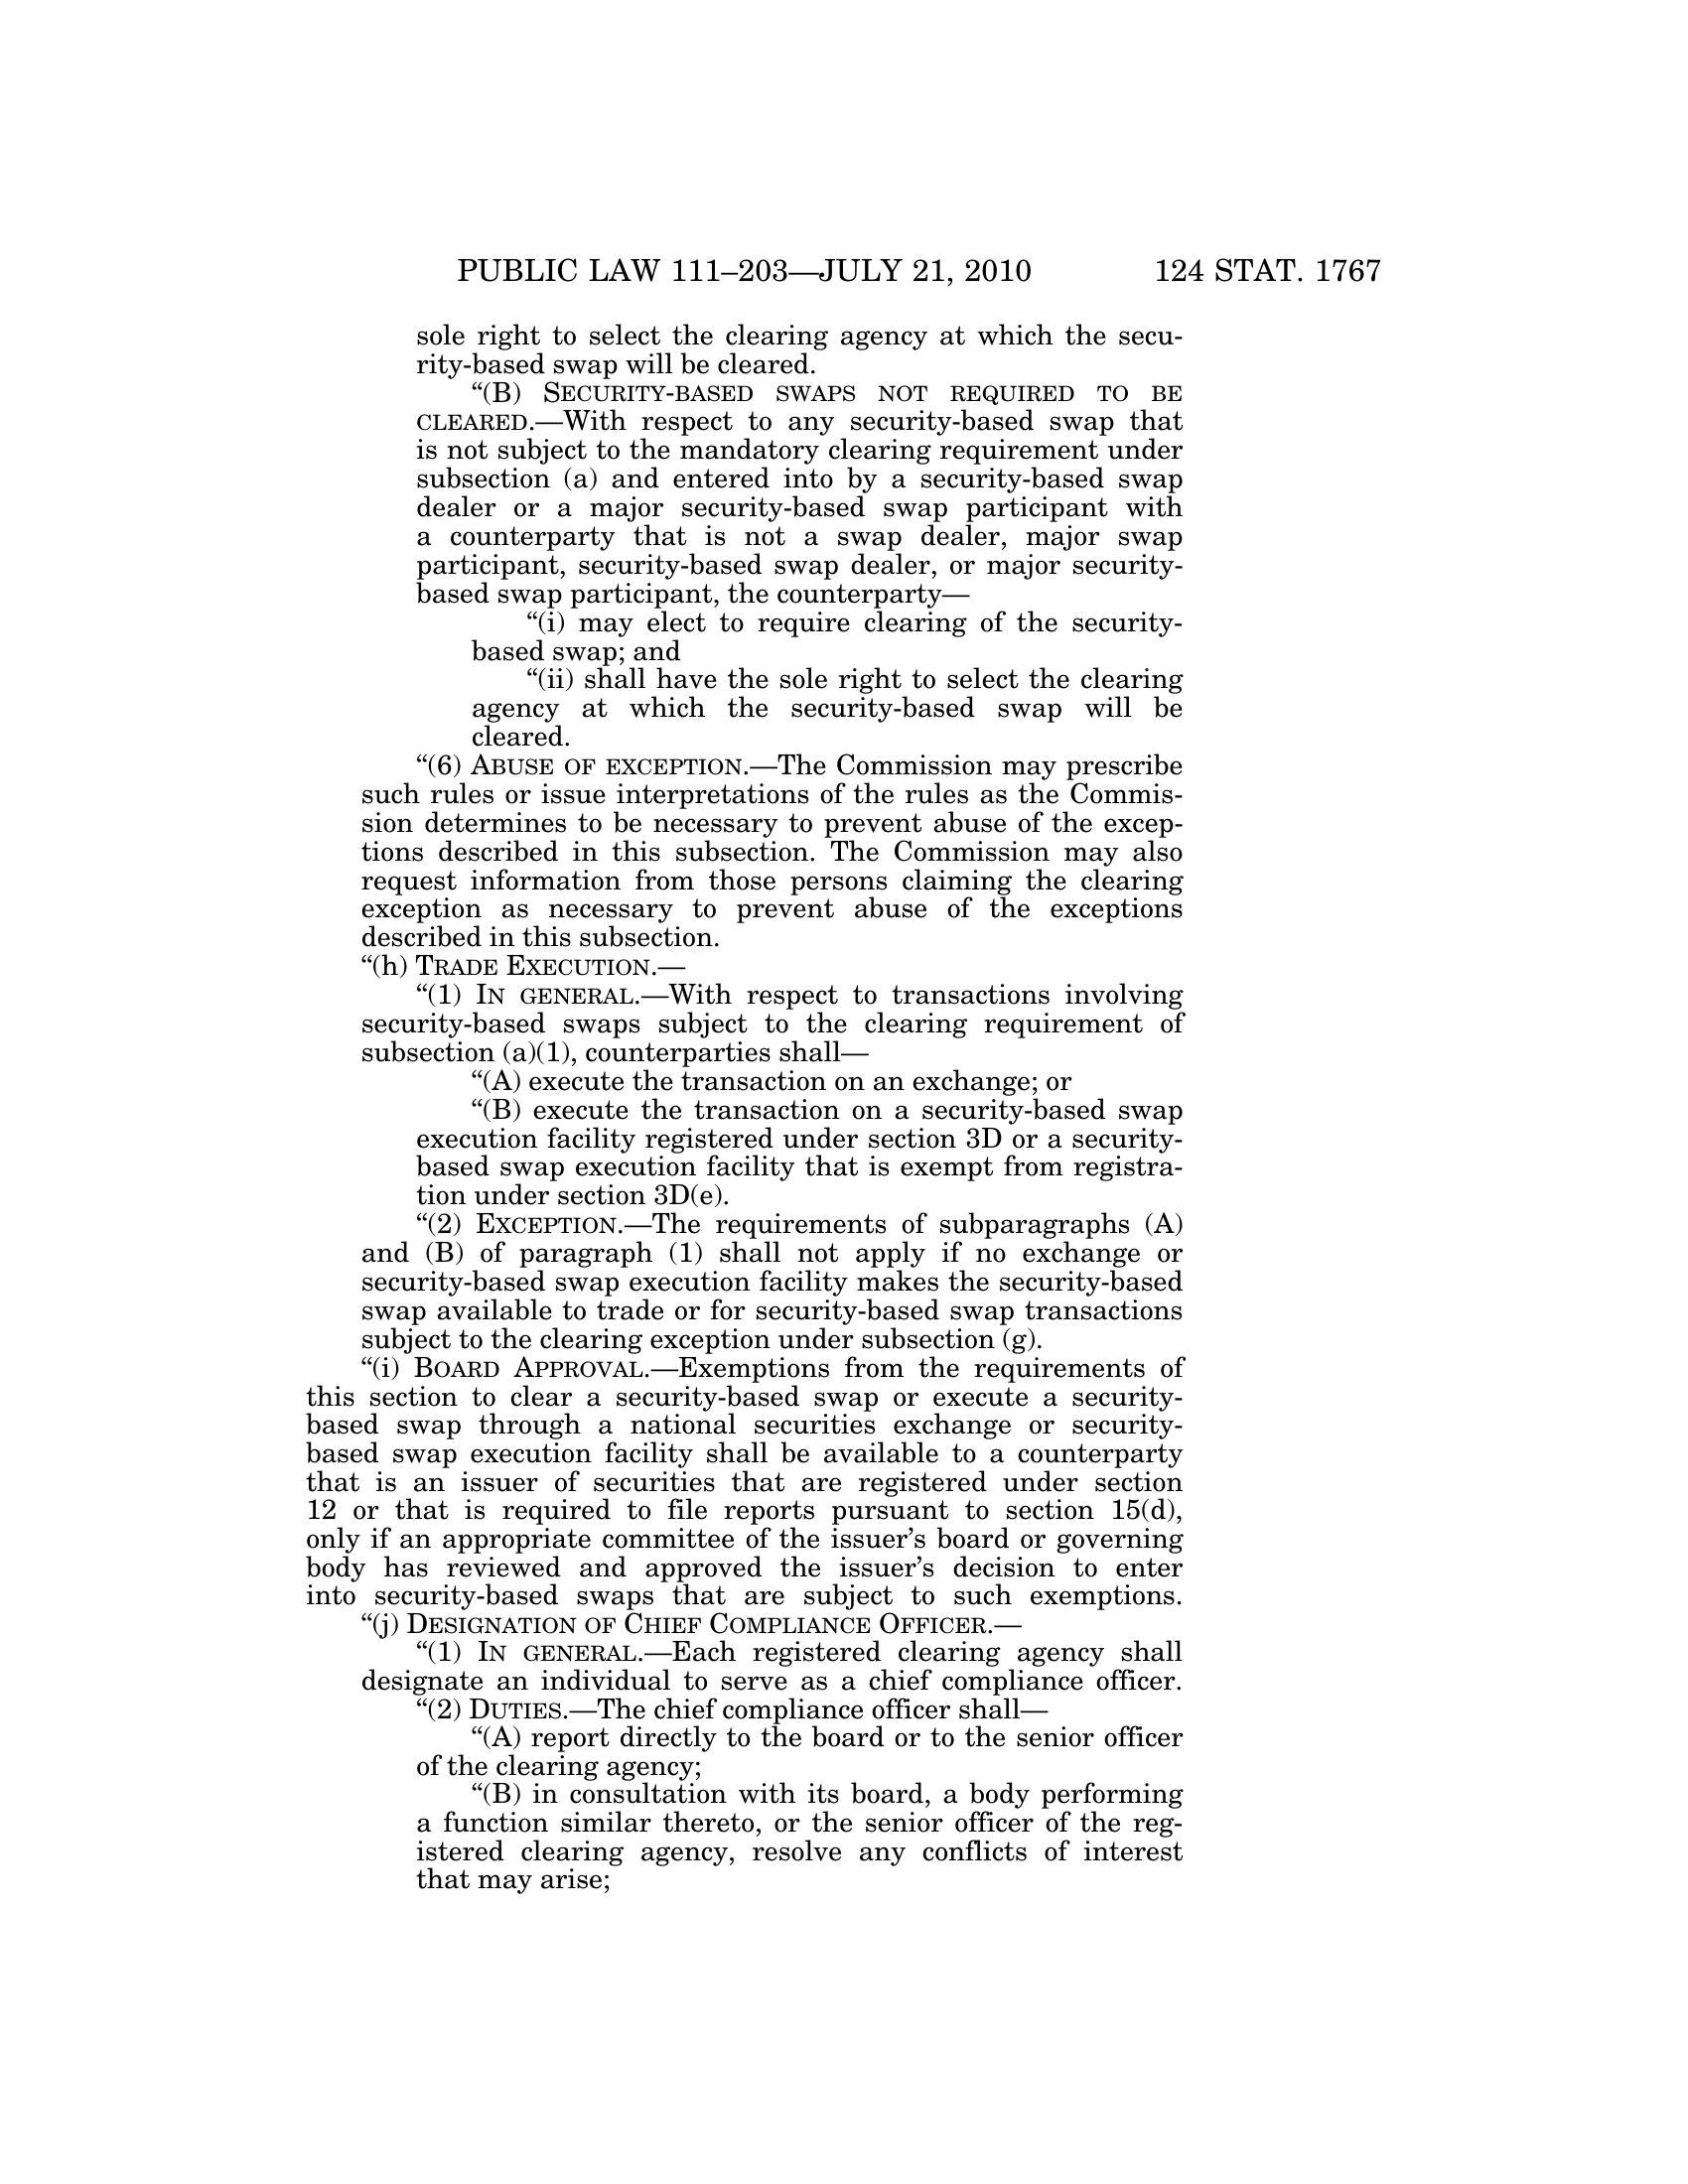 PUBLIC LAW 111–203—JULY 21, 2010 124 STAT. 1767
sole right to select the clearing agency at which the secu-
rity-based swap will be cleared.
“(B) SECURITY-BASED SWAPS NOT REQUIRED TO BE
CLEARED.—With respect to any security-based swap that
is not subject to the mandatory clearing requirement under
subsection (a) and entered into by a security-based swap
dealer or a major security-based swap participant with
a counterparty that is not a swap dealer, major swap
participant, security-based swap dealer, or major security-
based swap participant, the counterparty—
“(i) may elect to require clearing of the security-
based swap; and
“(ii) shall have the sole right to select the clearing
agency at which the security-based swap will be
cleared.
“(6) ABUSE OF EXCEPTION.—The Commission may prescribe
such rules or issue interpretations of the rules as the Commis-
sion determines to be necessary to prevent abuse of the excep-
tions described in this subsection. The Commission may also
request information from those persons claiming the clearing
exception as necessary to prevent abuse of the exceptions
described in this subsection.
“(h) TRADE EXECUTION.—
“(1) IN GENERAL.—With respect to transactions involving
security-based swaps subject to the clearing requirement of
subsection (a)(1), counterparties shall—
“(A) execute the transaction on an exchange; or
“(B) execute the transaction on a security-based swap
execution facility registered under section 3D or a security-
based swap execution facility that is exempt from registra-
tion under section 3D(e).
“(2) EXCEPTION.—The requirements of subparagraphs (A)
and (B) of paragraph (1) shall not apply if no exchange or
security-based swap execution facility makes the security-based
swap available to trade or for security-based swap transactions
subject to the clearing exception under subsection (g).
“(i) BOARD APPROVAL.—Exemptions from the requirements of
this section to clear a security-based swap or execute a security-
based swap through a national securities exchange or security-
based swap execution facility shall be available to a counterparty
that is an issuer of securities that are registered under section
12 or that is required to file reports pursuant to section 15(d),
only if an appropriate committee of the issuer’s board or governing
body has reviewed and approved the issuer’s decision to enter
into security-based swaps that are subject to such exemptions.
“(j) DESIGNATION OF CHIEF COMPLIANCE OFFICER.—
“(1) IN GENERAL.—Each registered clearing agency shall
designate an individual to serve as a chief compliance officer.
“(2) DUTIES.—The chief compliance officer shall—
“(A) report directly to the board or to the senior officer
of the clearing agency;
“(B) in consultation with its board, a body performing
a function similar thereto, or the senior officer of the reg-
istered clearing agency, resolve any conflicts of interest
that may arise;